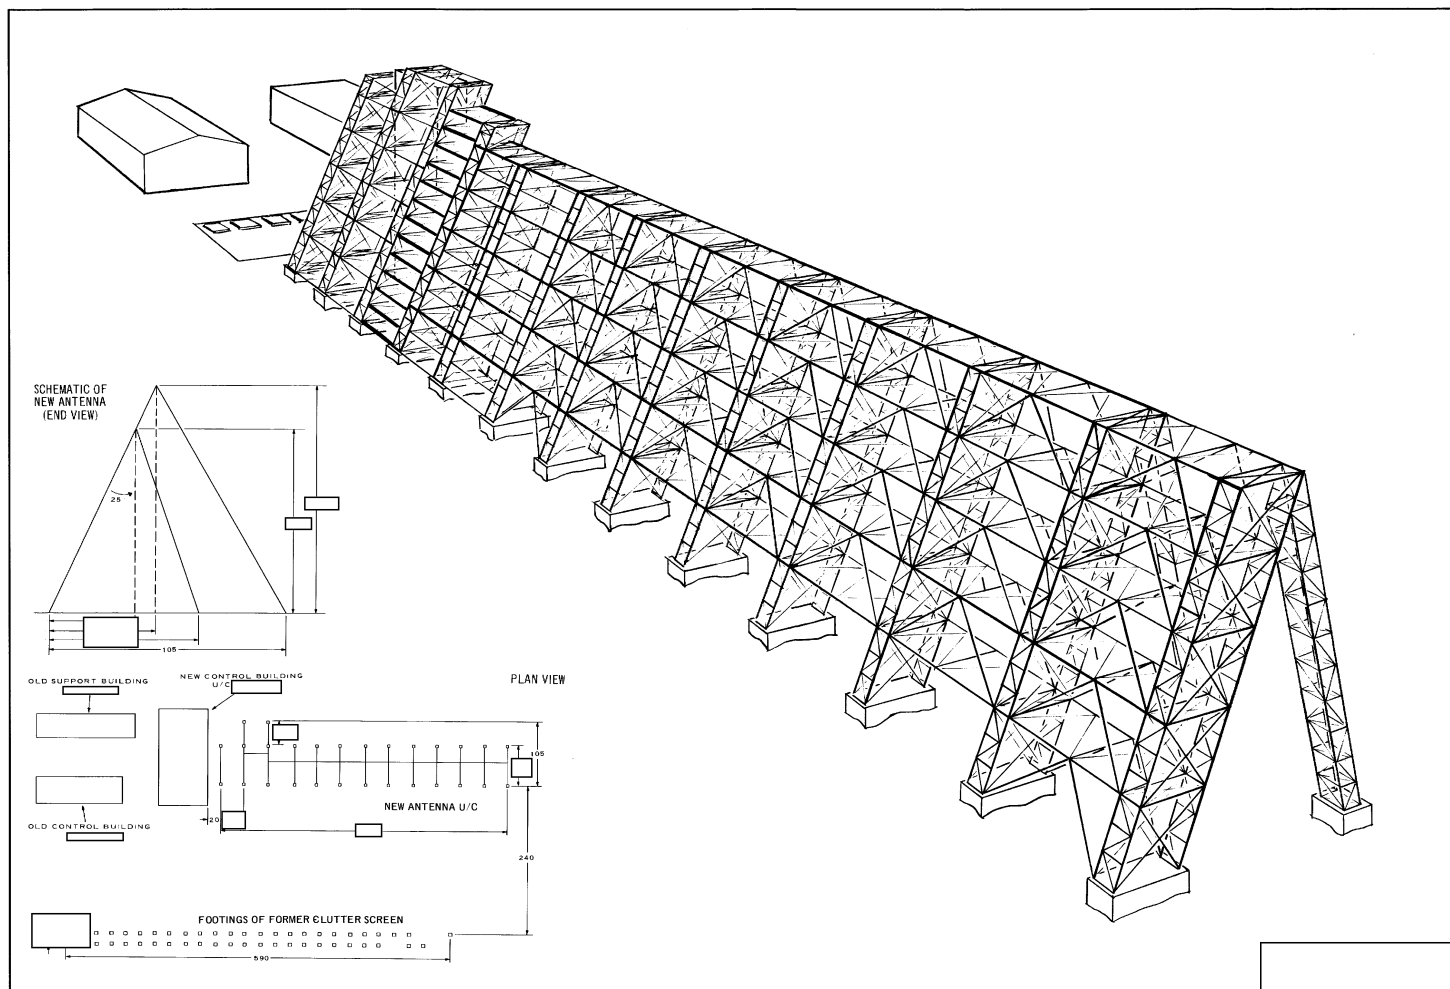 SCHEMATIC OF
NEW ANTENNA
(END VIEW)
25
105
PLAN VIEW
OLD SUPPORT BUILDING
NEW CONTROL BUILDING
U/C
105
NEW ANTENNA U/C
20
OLD CONTROL BUILDING
240
FOOTINGS OF FORMER CLUTTER SCREEN
590